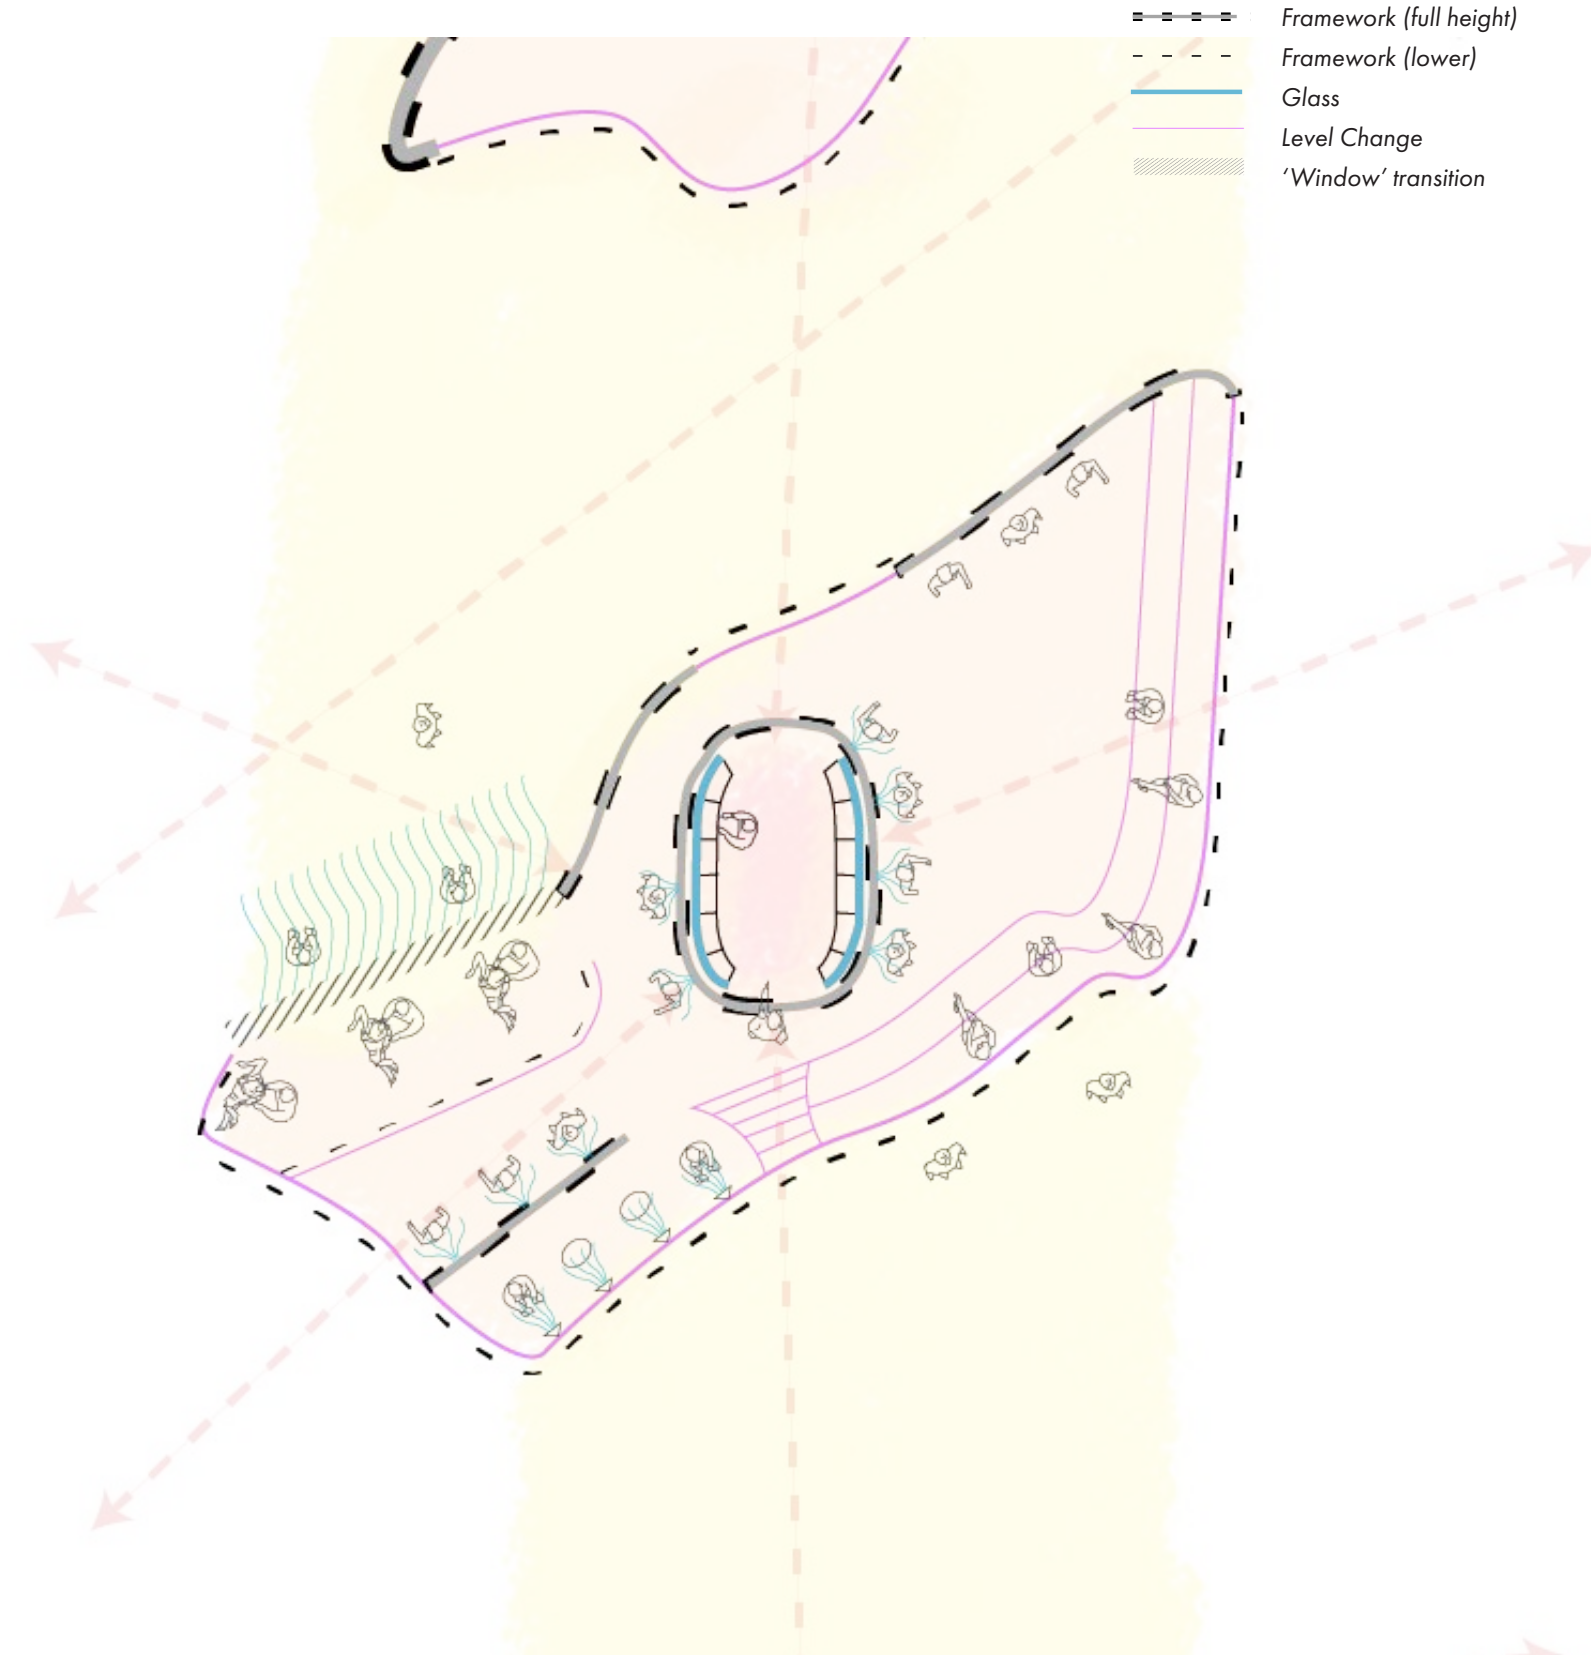 Framework (full height)
Framework (lower)
Glass
Level Change
‘Window’ transition